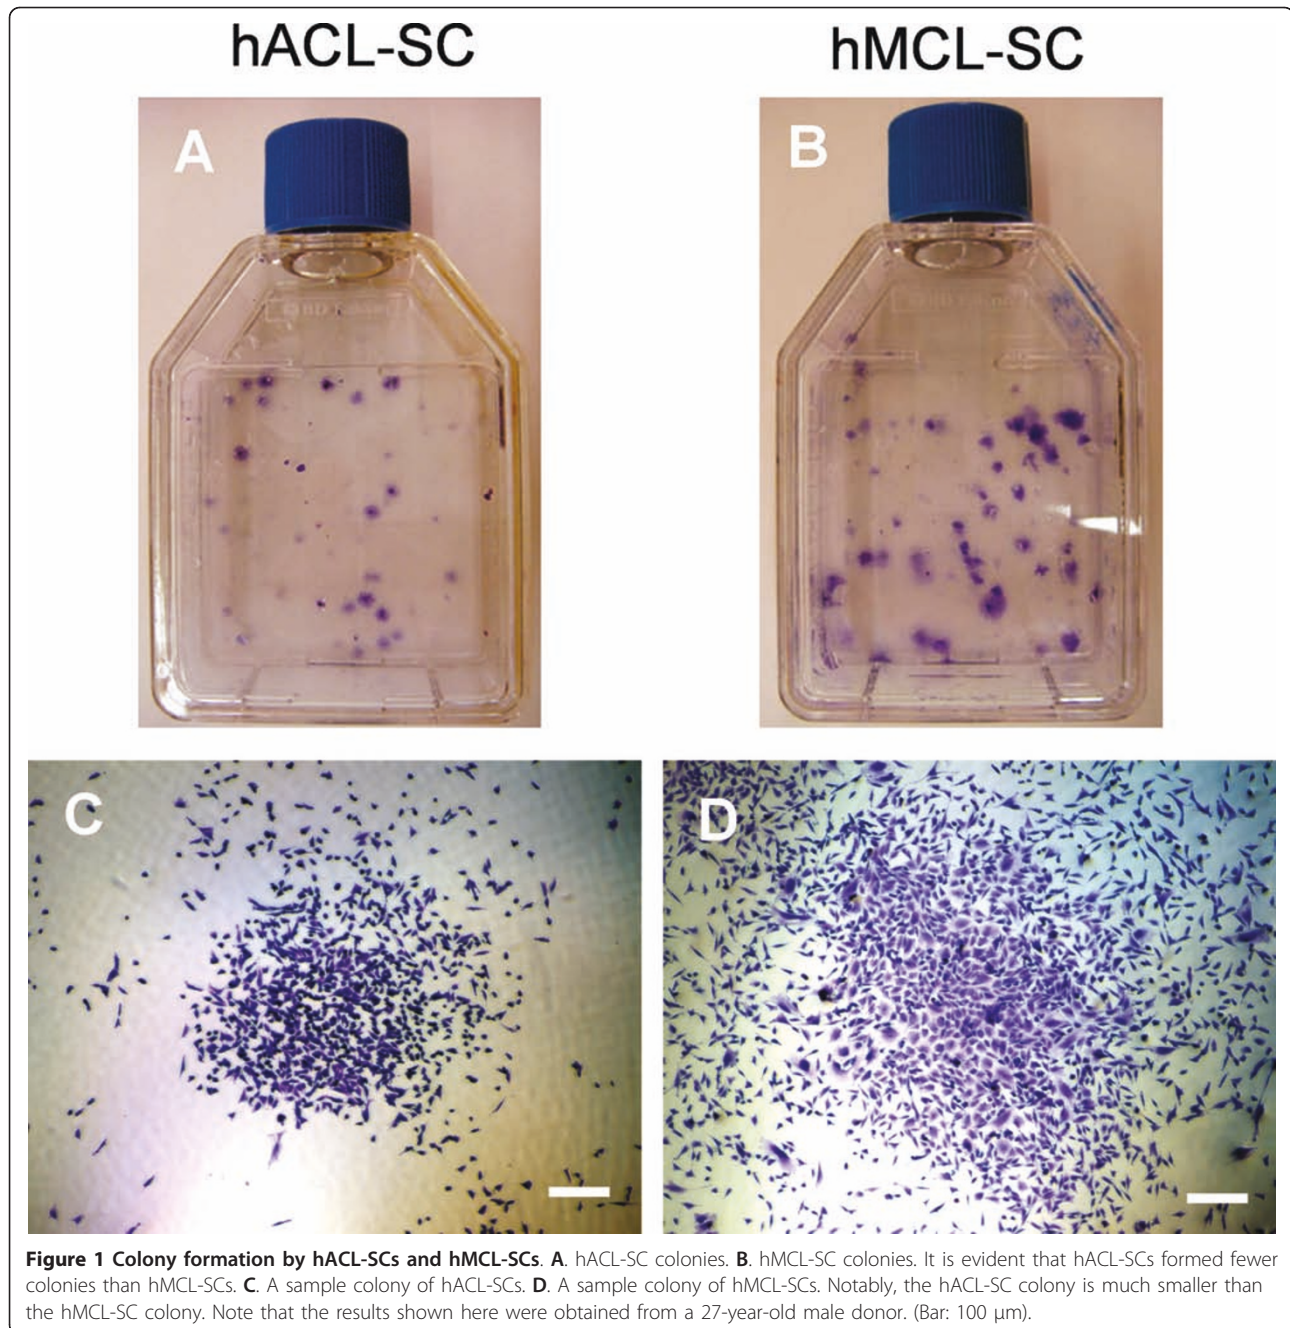 hACL-SC
hMCL-SC
A
B
C
D
Figure 1 Colony formation by hACL-SCs and hMCL-SCs. A. hACL-SC colonies. B. hMCL-SC colonies. It is evident that hACL-SCs formed fewer
colonies than hMCL-SCs. C. A sample colony of hACL-SCs. D. A sample colony of hMCL-SCs. Notably, the hACL-SC colony is much smaller than
the hMCL-SC colony. Note that the results shown here were obtained from a 27-year-old male donor. (Bar: 100 μm).